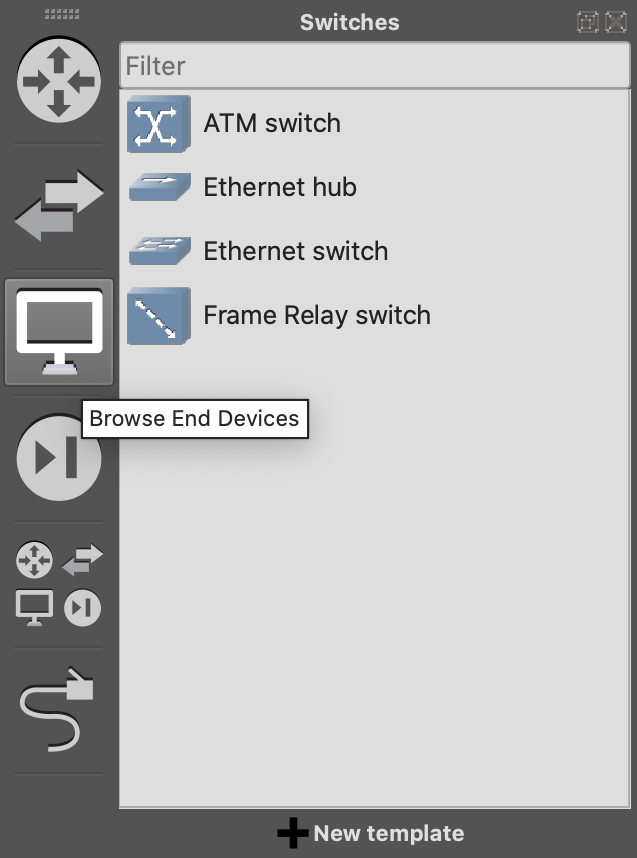 Switches
Filter
ATM switch
Ethernet hub
Ethernet switch
Frame Relay switch
Browse End Devices
New template